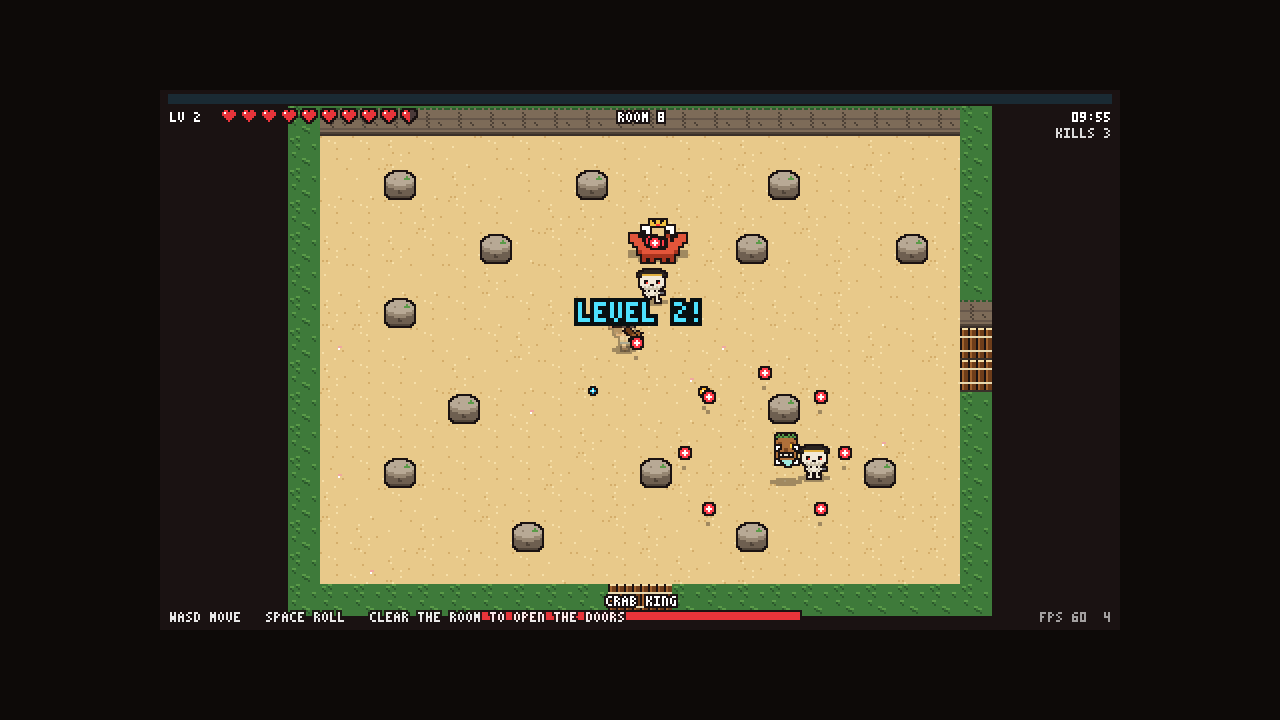 LV 2
ROOM 8
09:55
KILLS 3
LEVEL 2!
CRAB KING
WASD MOVE SPACE ROLL CLEAR THE ROOM TO OPEN THE DOORS
FPS 60 4